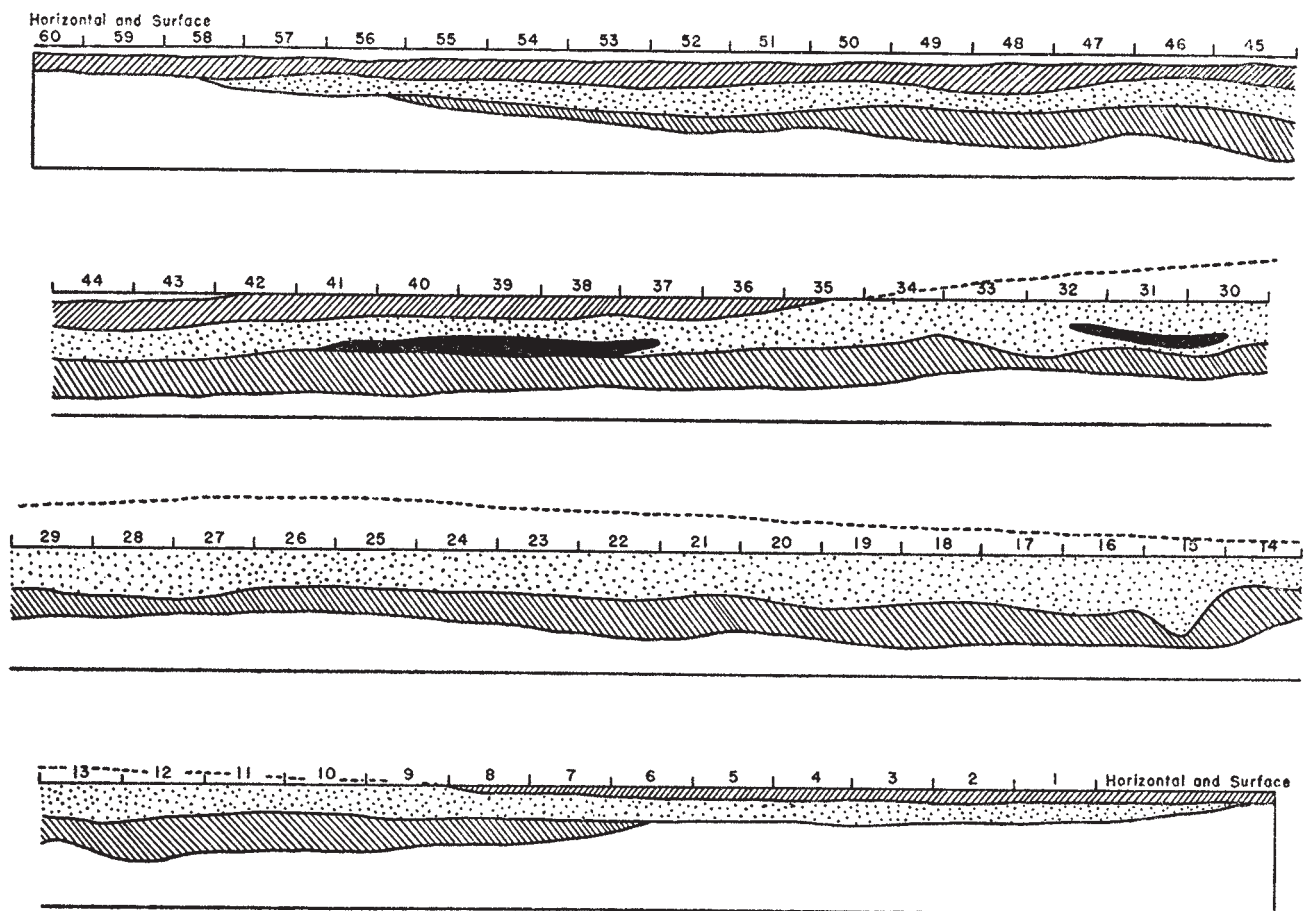 Horizontal and Surface
60 59 58 57 56 55 54 53 52 51 50 49 48 47 46 45
44 43 42 41 40 39 38 37 36 35 34 33 32 31 30
29 28 27 26 25 24 23 22 21 20 19 18 17 16 15 14
13 12 11 10 9 8 7 6 5 4 3 2 1 Horizontal and Surface